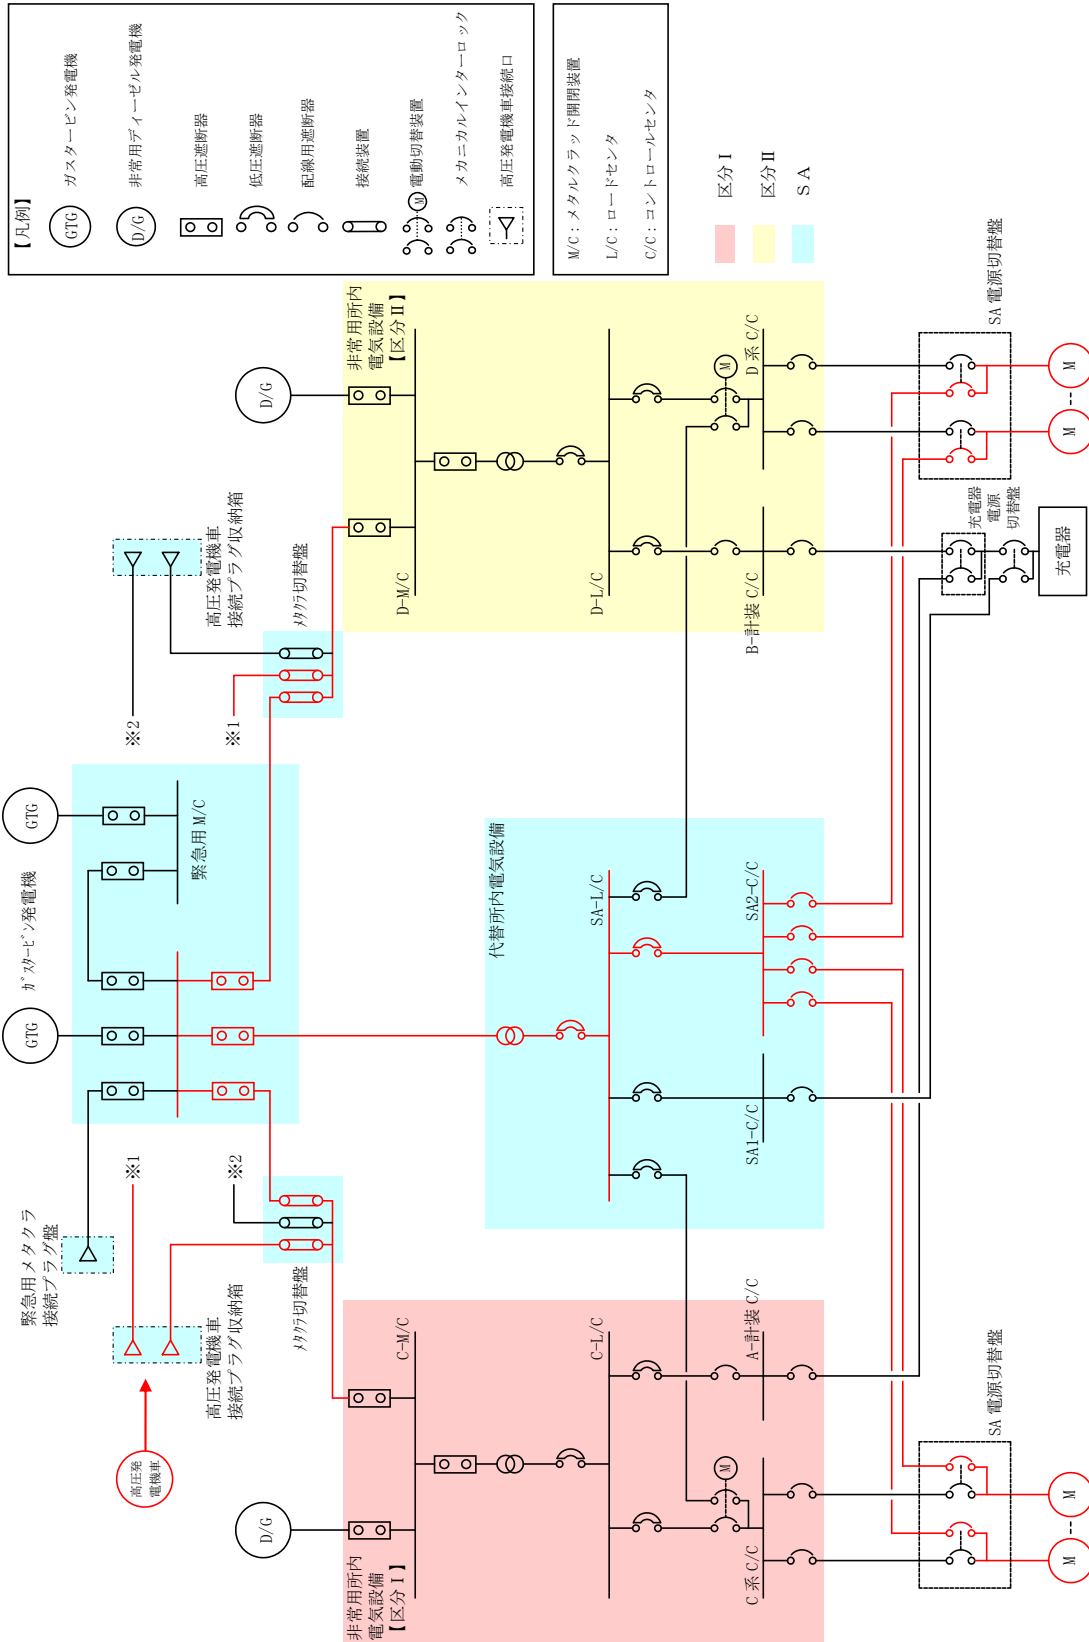 【凡例】
GTG
ガスタービン発電機
D/G
非常用ディーゼル発電機
高圧遮断器
低圧遮断器
配線用遮断器
接続装置
M
電動切替装置
メカニカルインターロック
高圧発電機車接続口
M/C：メタルクラッド開閉装置
L/C：ロードセンタ
C/C：コントロールセンタ
区分Ⅰ
区分Ⅱ
ＳＡ
緊急用メタクラ
接続プラグ盤
GTG
ｶﾞｽﾀｰﾋﾞﾝ発電機
GTG
緊急用 M/C
高圧発
電機車
高圧発電機車
接続プラグ収納箱
※1
※2
ﾒﾀｸﾗ切替盤
高圧発電機車
接続プラグ収納箱
※2
※1
ﾒﾀｸﾗ切替盤
D/G
非常用所内
電気設備
【区分Ⅰ】
C-M/C
C-L/C
M
C 系 C/C
A-計装 C/C
代替所内電気設備
SA-L/C
SA1-C/C
SA2-C/C
D/G
非常用所内
電気設備
【区分Ⅱ】
D-M/C
D-L/C
M
B-計装 C/C
D 系 C/C
SA 電源切替盤
M
M
充電器
電源
切替盤
充電器
SA 電源切替盤
M
M